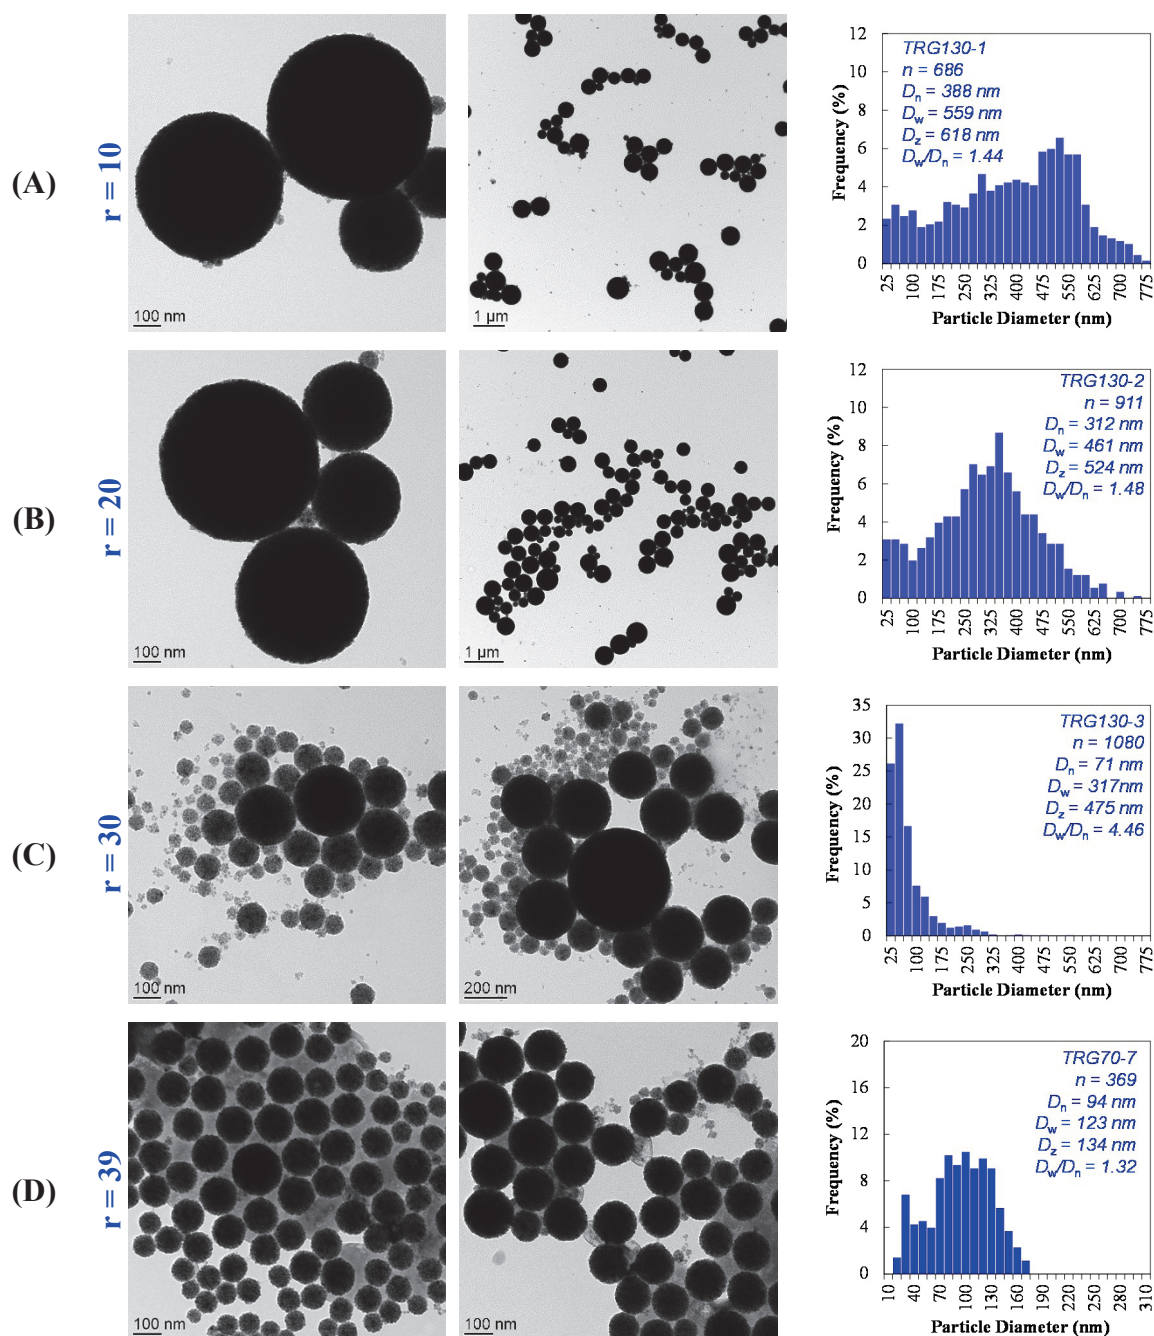 (A)
r = 10
100 nm
1 µm
TRG130-1
n = 686
Dn = 388 nm
Dw = 559 nm
Dz = 618 nm
Dw/Dn = 1.44
Frequency (%)
12
10
8
6
4
2
0
25 100 175 250 325 400 475 550 625 700 775
Particle Diameter (nm)
(B)
r = 20
100 nm
1 µm
TRG130-2
n = 911
Dn = 312 nm
Dw = 461 nm
Dz = 524 nm
Dw/Dn = 1.48
Frequency (%)
12
10
8
6
4
2
0
25 100 175 250 325 400 475 550 625 700 775
Particle Diameter (nm)
(C)
r = 30
100 nm
200 nm
TRG130-3
n = 1080
Dn = 71 nm
Dw = 317nm
Dz = 475 nm
Dw/Dn = 4.46
Frequency (%)
35
30
25
20
15
10
5
0
25 100 175 250 325 400 475 550 625 700 775
Particle Diameter (nm)
(D)
r = 39
100 nm
100 nm
TRG70-7
n = 369
Dn = 94 nm
Dw = 123 nm
Dz = 134 nm
Dw/Dn = 1.32
Frequency (%)
20
16
12
8
4
0
10 40 70 100 130 160 190 220 250 280 310
Particle Diameter (nm)